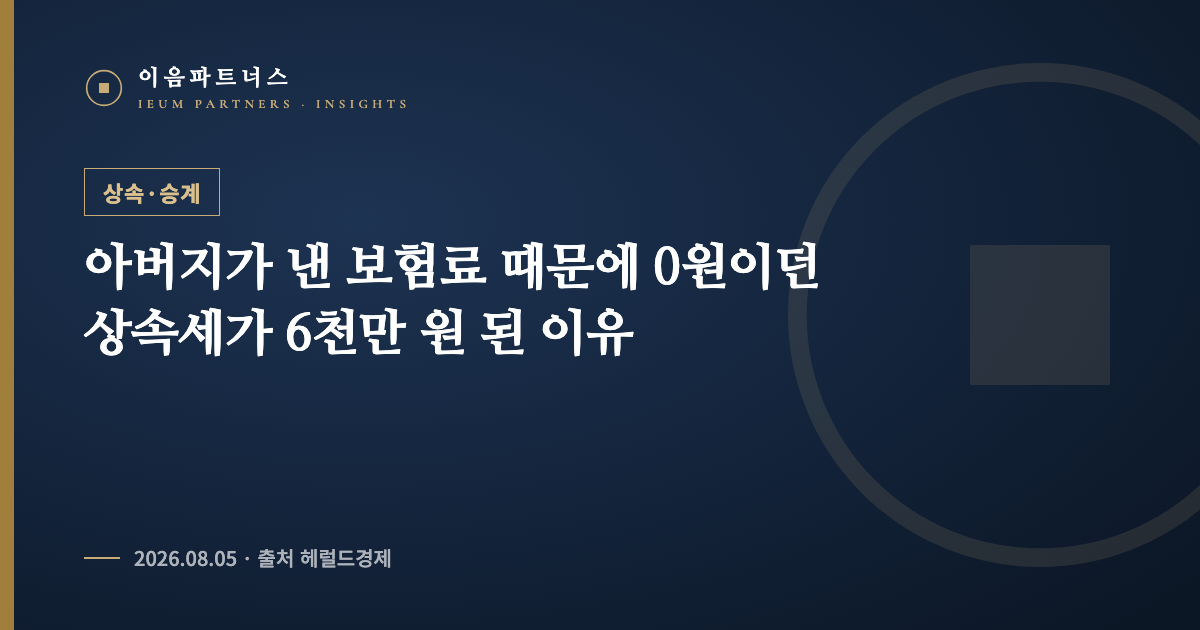 이음파트너스
IEUM PARTNERS · INSIGHTS
상속·승계
아버지가 낸 보험료 때문에 0원이던
상속세가 6천만 원 된 이유
2026.08.05 · 출처 헤럴드경제